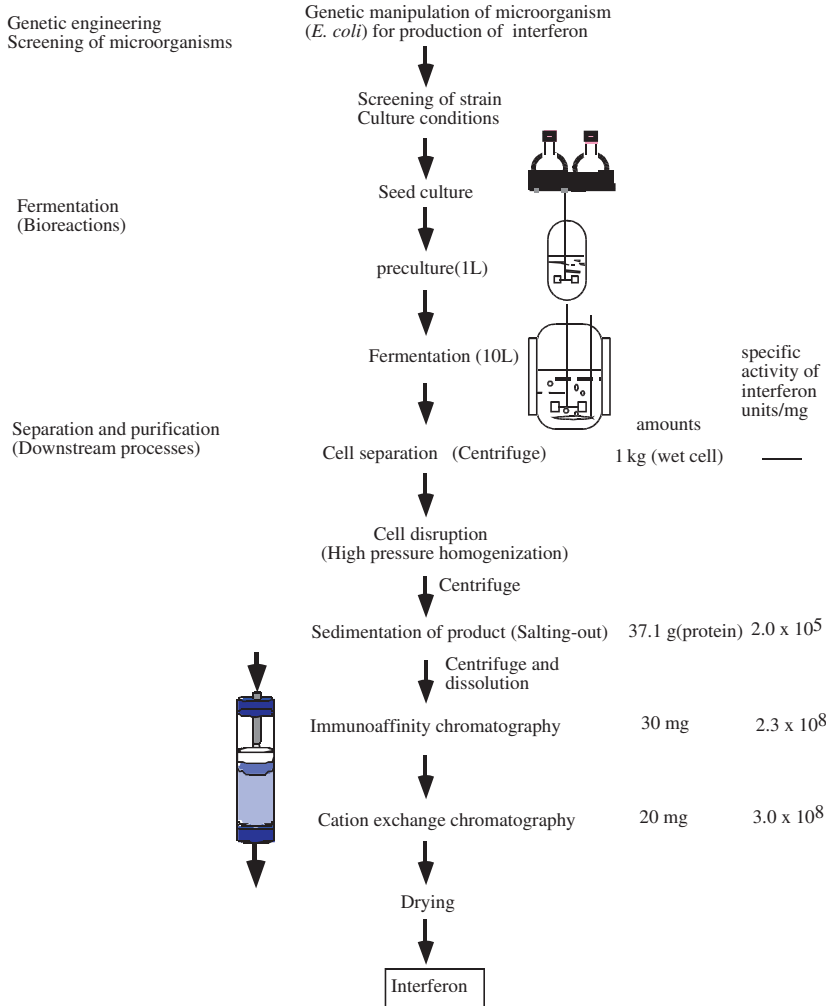 Genetic engineering
Screening of microorganisms
Genetic manipulation of microorganism
(E. coli) for production of interferon
Screening of strain
Culture conditions
Seed culture
Fermentation
(Bioreactions)
preculture(1L)
Fermentation (10L)
specific
activity of
interferon
units/mg
amounts
Separation and purification
(Downstream processes)
Cell separation (Centrifuge) 1 kg (wet cell)
Cell disruption
(High pressure homogenization)
Centrifuge
Sedimentation of product (Salting-out) 37.1 g(protein) 2.0 x 10⁵
Centrifuge and
dissolution
Immunoaffinity chromatography 30 mg 2.3 x 10⁸
Cation exchange chromatography 20 mg 3.0 x 10⁸
Drying
Interferon